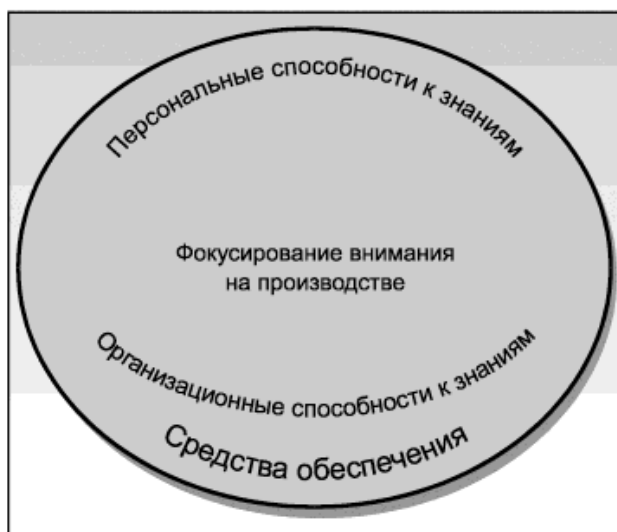 Персональные способности к знаниям
Фокусирование внимания
на производстве
Организационные способности к знаниям
Средства обеспечения